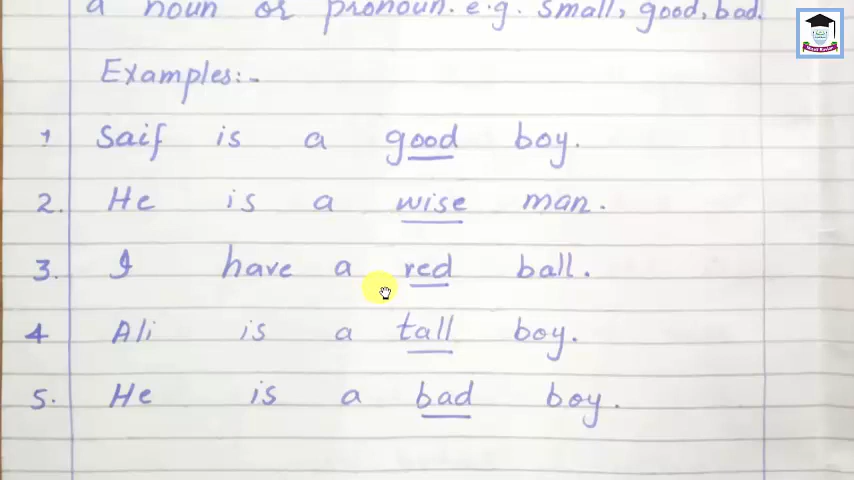 a noun or pronoun. e.g. small, good, bad.
Examples:-
1 Saif is a good boy.
2. He is a wise man.
3. I have a red ball.
4 Ali is a tall boy.
5. He is a bad boy.